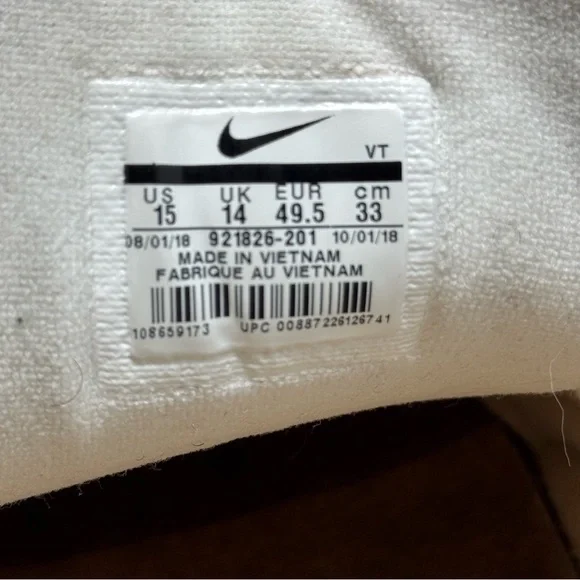 VT
US UK EUR cm
15 14 49.5 33
08/01/18 921826-201 10/01/18
MADE IN VIETNAM
FABRIQUE AU VIETNAM
108659173 UPC 00887226126741